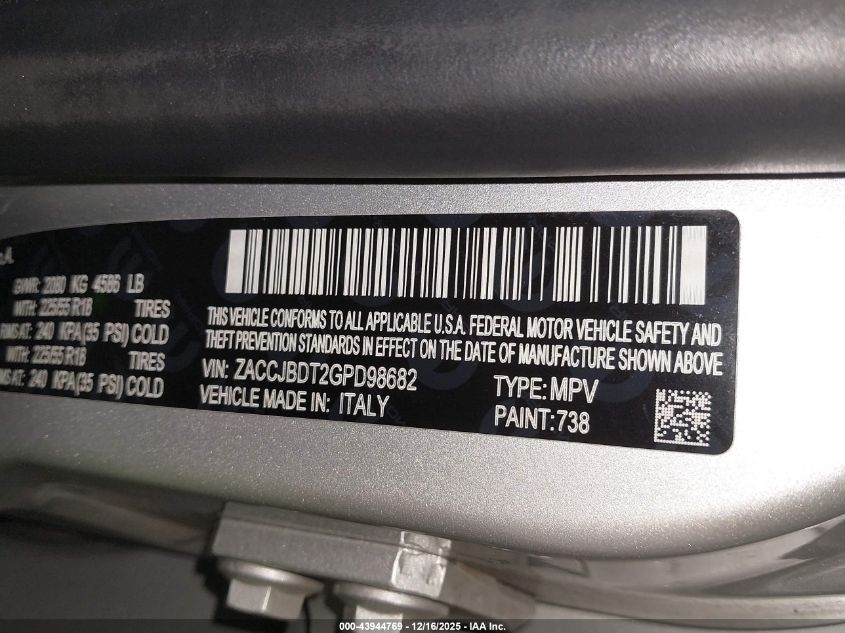 GVWR: 2080 KG 4586 LB
WITH: 225/55 R18 TIRES
RIMS AT: 240 KPA(35 PSI) COLD
WITH: 225/55 R18 TIRES
RIMS AT: 240 KPA(35 PSI) COLD
THIS VEHICLE CONFORMS TO ALL APPLICABLE U.S.A. FEDERAL MOTOR VEHICLE SAFETY AND
THEFT PREVENTION STANDARDS IN EFFECT ON THE DATE OF MANUFACTURE SHOWN ABOVE
VIN: ZACCJBDT2GPD98682
TYPE: MPV
VEHICLE MADE IN: ITALY
PAINT: 738
000-43944769 - 12/16/2025 - IAA Inc.